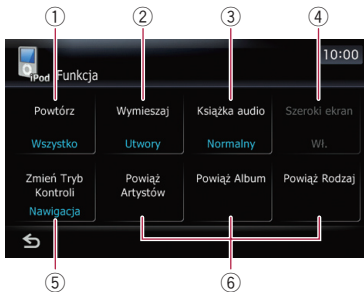 ① ② ③ ④
10:00
iPod Funkcja
Powtórz Wymieszaj Książka audio Szeroki ekran
Wszystko Utwory Normalny Wł.
Zmień Tryb Kontroli Powiąż Artystów Powiąż Album Powiąż Rodzaj
Nawigacja
⑤ ⑥